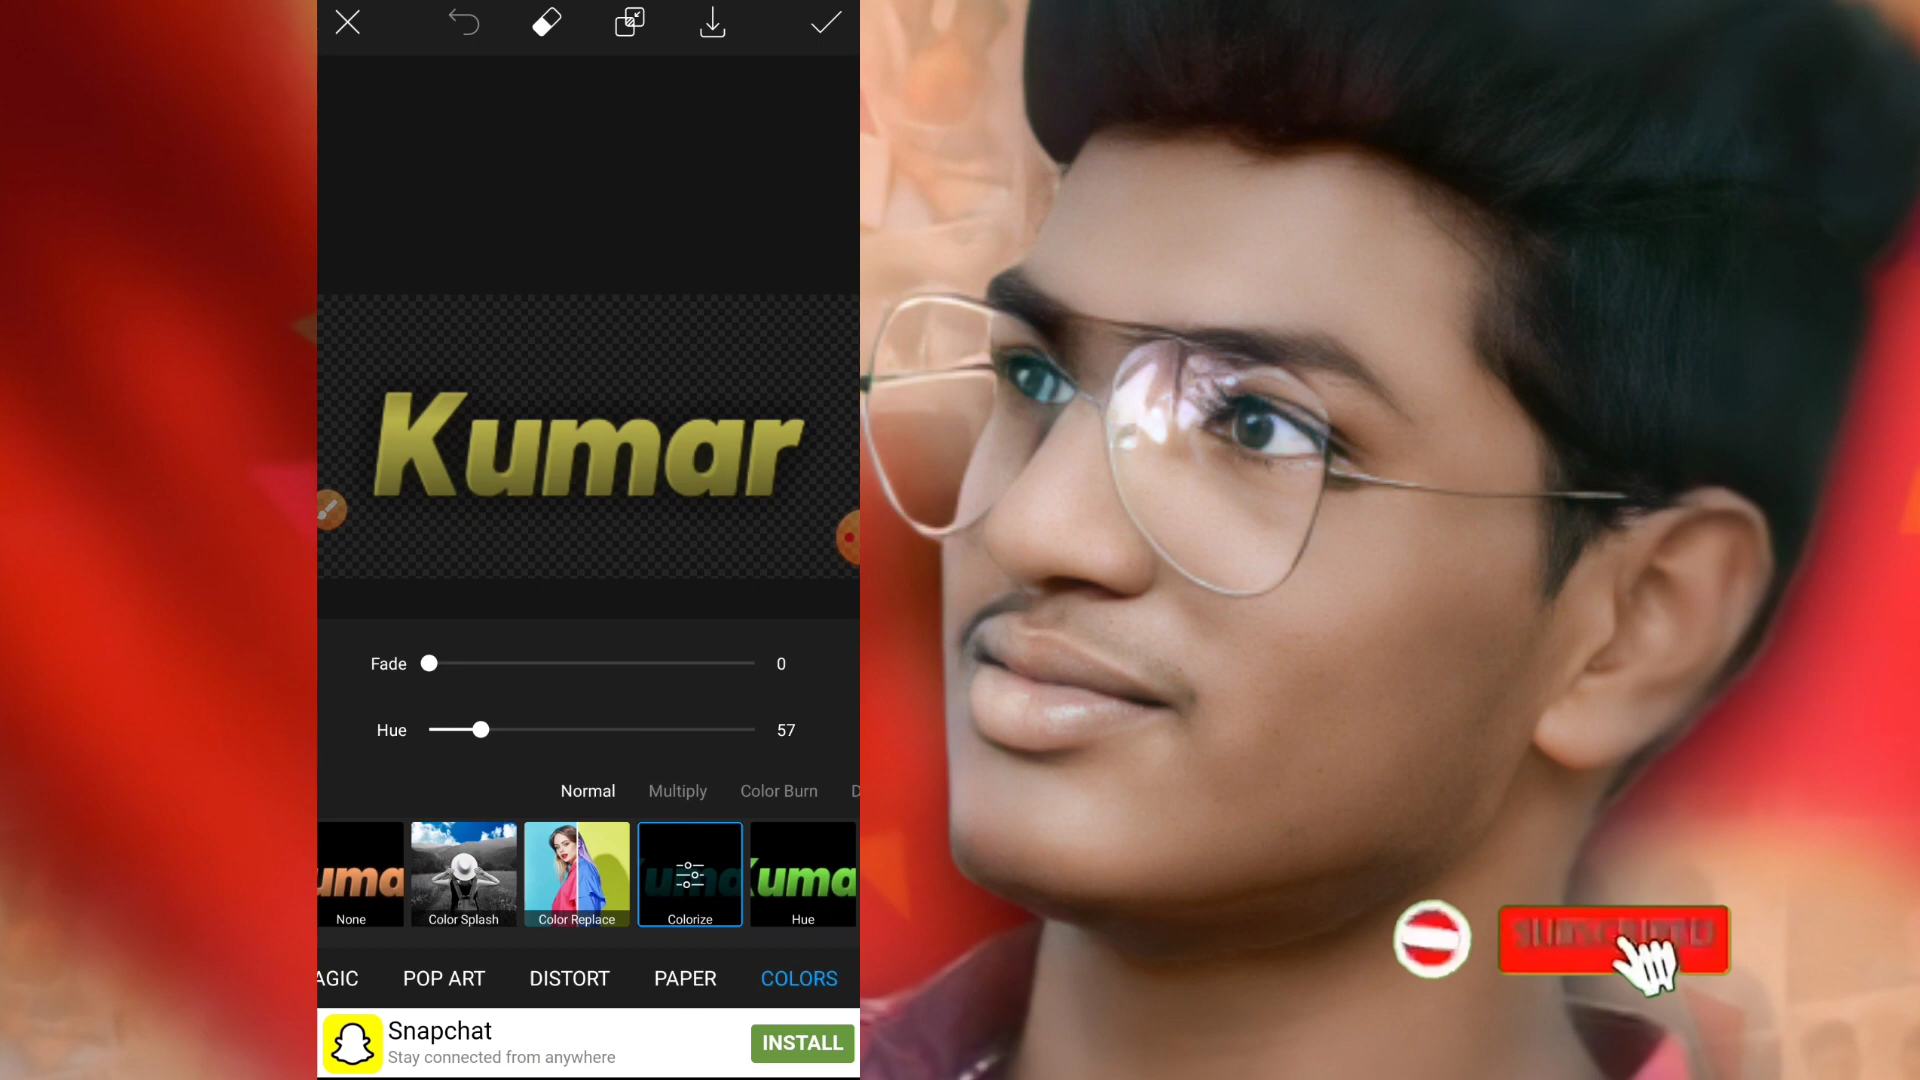 Kumar
Fade 0
Hue 57
Normal Multiply Color Burn D
uma Kuma
None Color Splash Color Replace Colorize Hue
AGIC POP ART DISTORT PAPER COLORS
Snapchat
Stay connected from anywhere
INSTALL